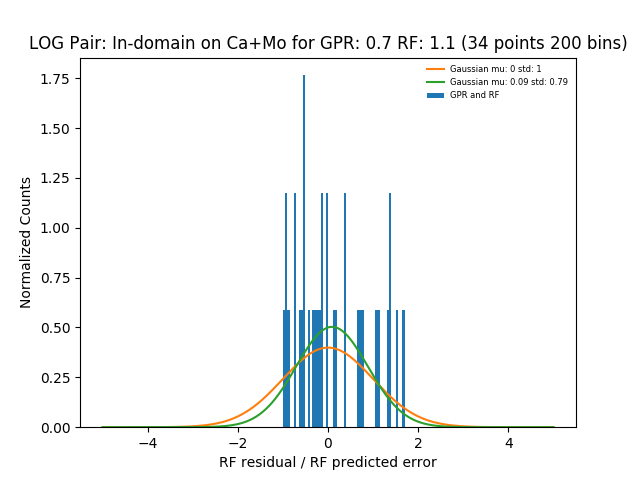 LOG Pair: In-domain on Ca+Mo for GPR: 0.7 RF: 1.1 (34 points 200 bins)
Gaussian mu: 0 std: 1
Gaussian mu: 0.09 std: 0.79
GPR and RF
Normalized Counts
1.75
1.50
1.25
1.00
0.75
0.50
0.25
0.00
−4 −2 0 2 4
RF residual / RF predicted error